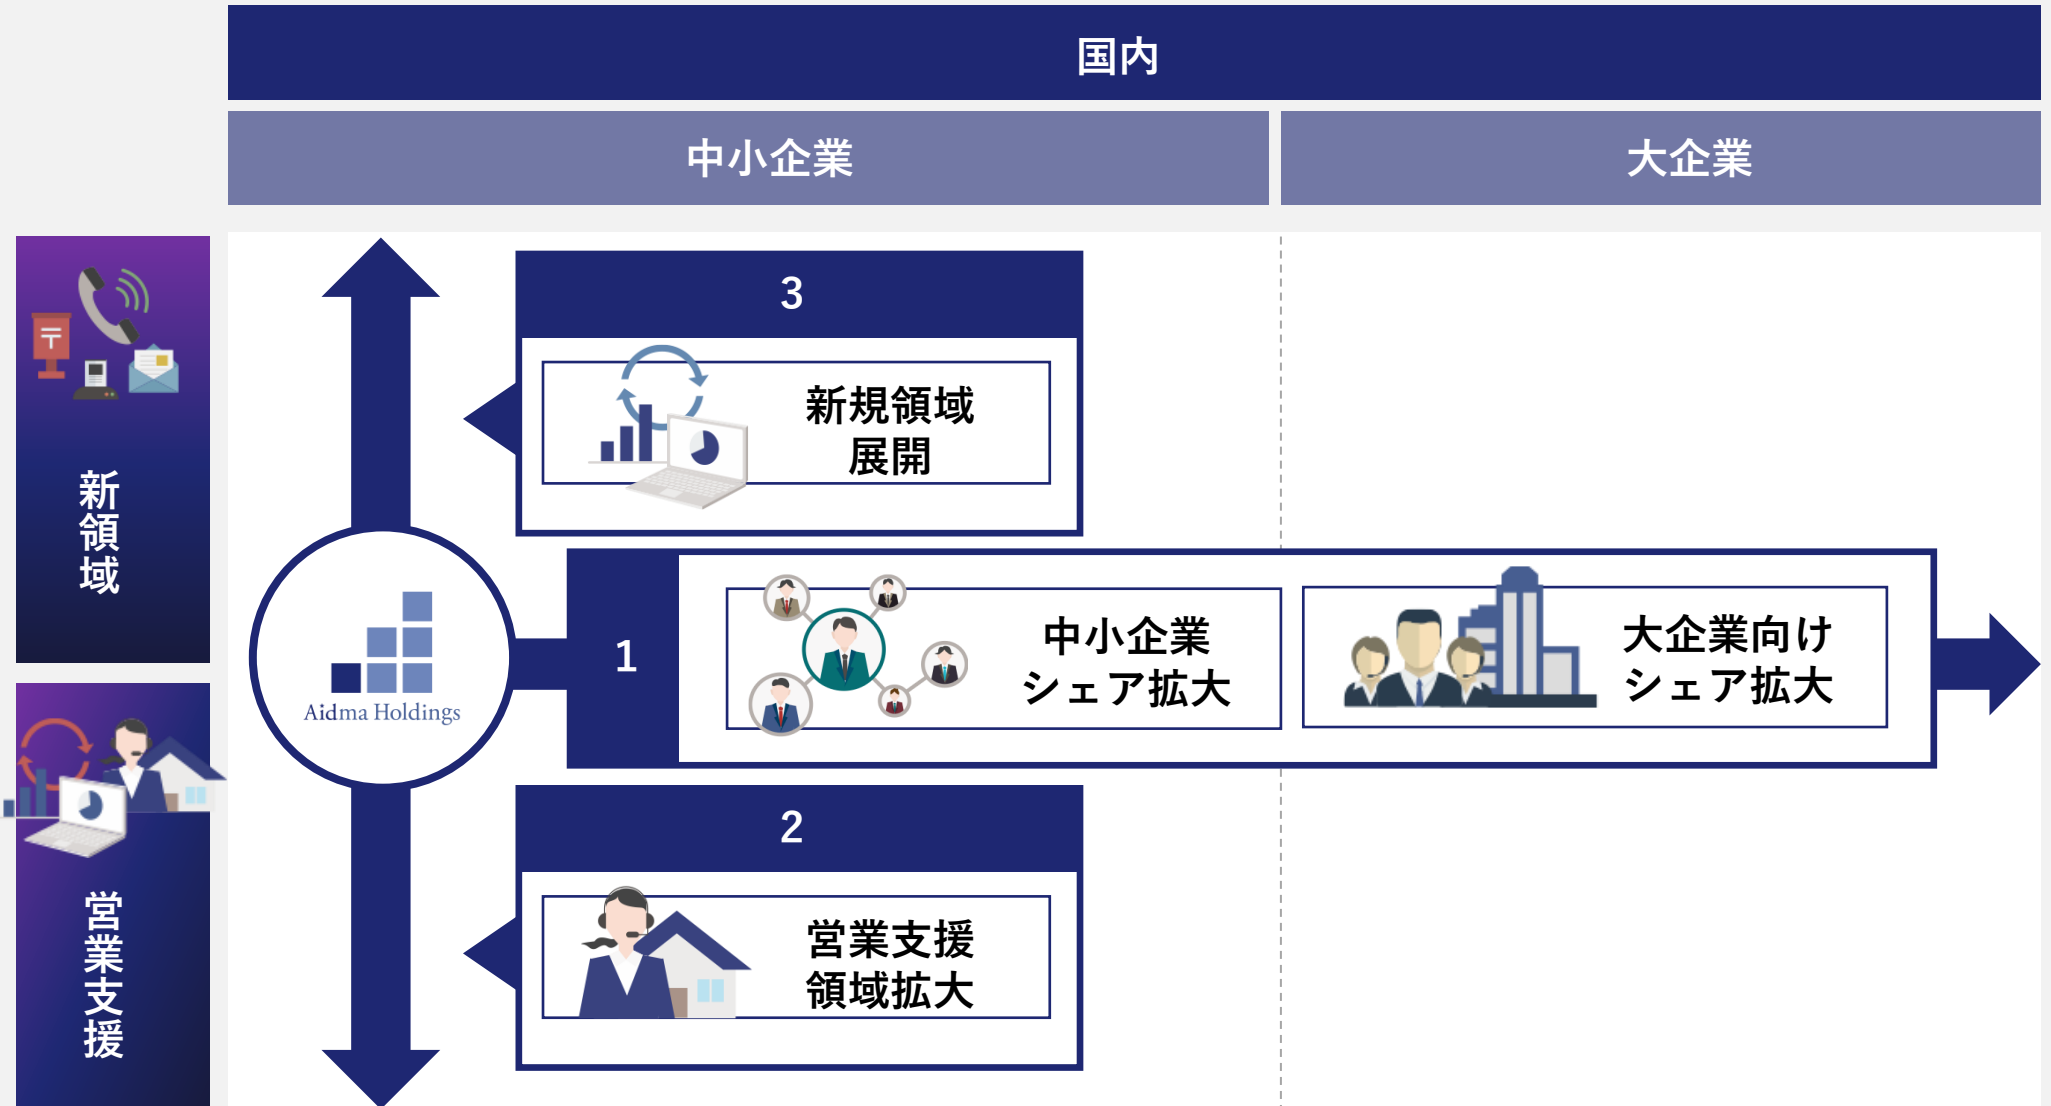 国内
中小企業
大企業
新領域
営業支援
3
新規領域
展開
Aidma Holdings
1
中小企業
シェア拡大
大企業向け
シェア拡大
2
営業支援
領域拡大